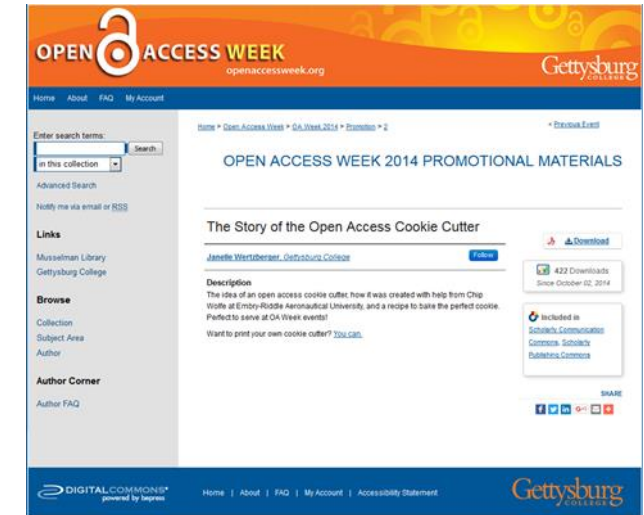 OPEN ACCESS WEEK
openaccessweek.org
Gettysburg
COLLEGE
Home About FAQ My Account
Enter search terms:
Search
in this collection
Advanced Search
Notify me via email or RSS
Links
Musselman Library
Gettysburg College
Browse
Collection
Subject Area
Author
Author Corner
Author FAQ
Home > Open Access Week > OA Week 2014 > Promotion > 2
< Previous Event
OPEN ACCESS WEEK 2014 PROMOTIONAL MATERIALS
The Story of the Open Access Cookie Cutter
Janelle Wertzberger, Gettysburg College
Follow
Description
The idea of an open access cookie cutter, how it was created with help from Chip
Wolfe at Embry-Riddle Aeronautical University, and a recipe to bake the perfect cookie.
Perfect to serve at OA Week events!
Want to print your own cookie cutter? You can.
Download
422 Downloads
Since October 02, 2014
Included in
Scholarly Communication
Commons, Scholarly
Publishing Commons
SHARE
DIGITALCOMMONS
powered by bepress
Home | About | FAQ | My Account | Accessibility Statement
Gettysburg
COLLEGE